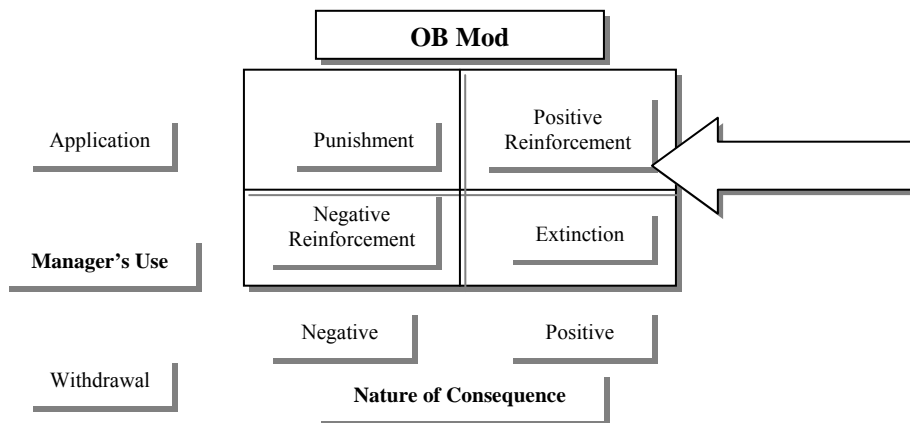 OB Mod
Application
Punishment
Positive
Reinforcement
Negative
Reinforcement
Extinction
Manager’s Use
Negative
Positive
Withdrawal
Nature of Consequence